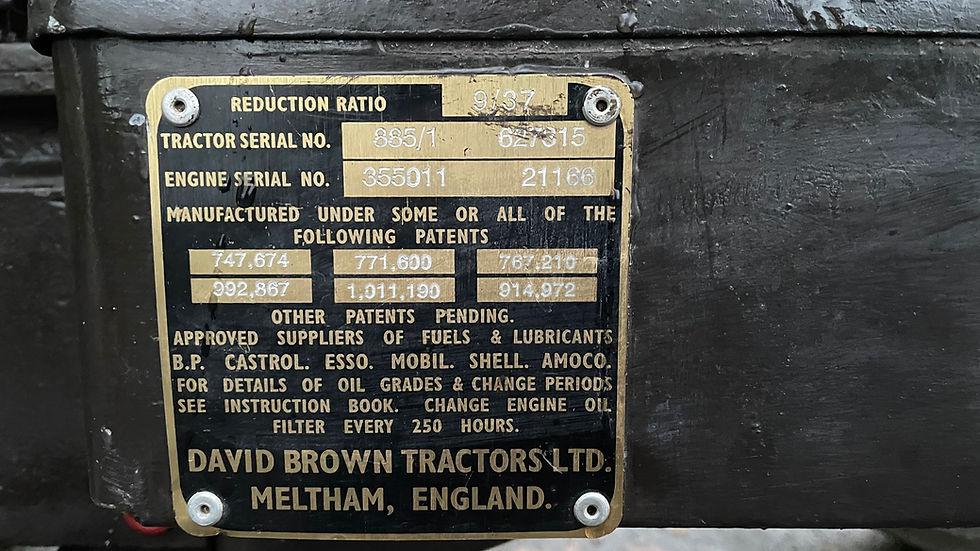 REDUCTION RATIO 9/37
TRACTOR SERIAL NO. 885/1 627315
ENGINE SERIAL NO. 355011 21166
MANUFACTURED UNDER SOME OR ALL OF THE
FOLLOWING PATENTS
747,674 771,600 767,210
992,867 1,011,190 914,972
OTHER PATENTS PENDING.
APPROVED SUPPLIERS OF FUELS & LUBRICANTS
B.P. CASTROL. ESSO. MOBIL. SHELL. AMOCO.
FOR DETAILS OF OIL GRADES & CHANGE PERIODS
SEE INSTRUCTION BOOK. CHANGE ENGINE OIL
FILTER EVERY 250 HOURS.
DAVID BROWN TRACTORS LTD.
MELTHAM, ENGLAND.